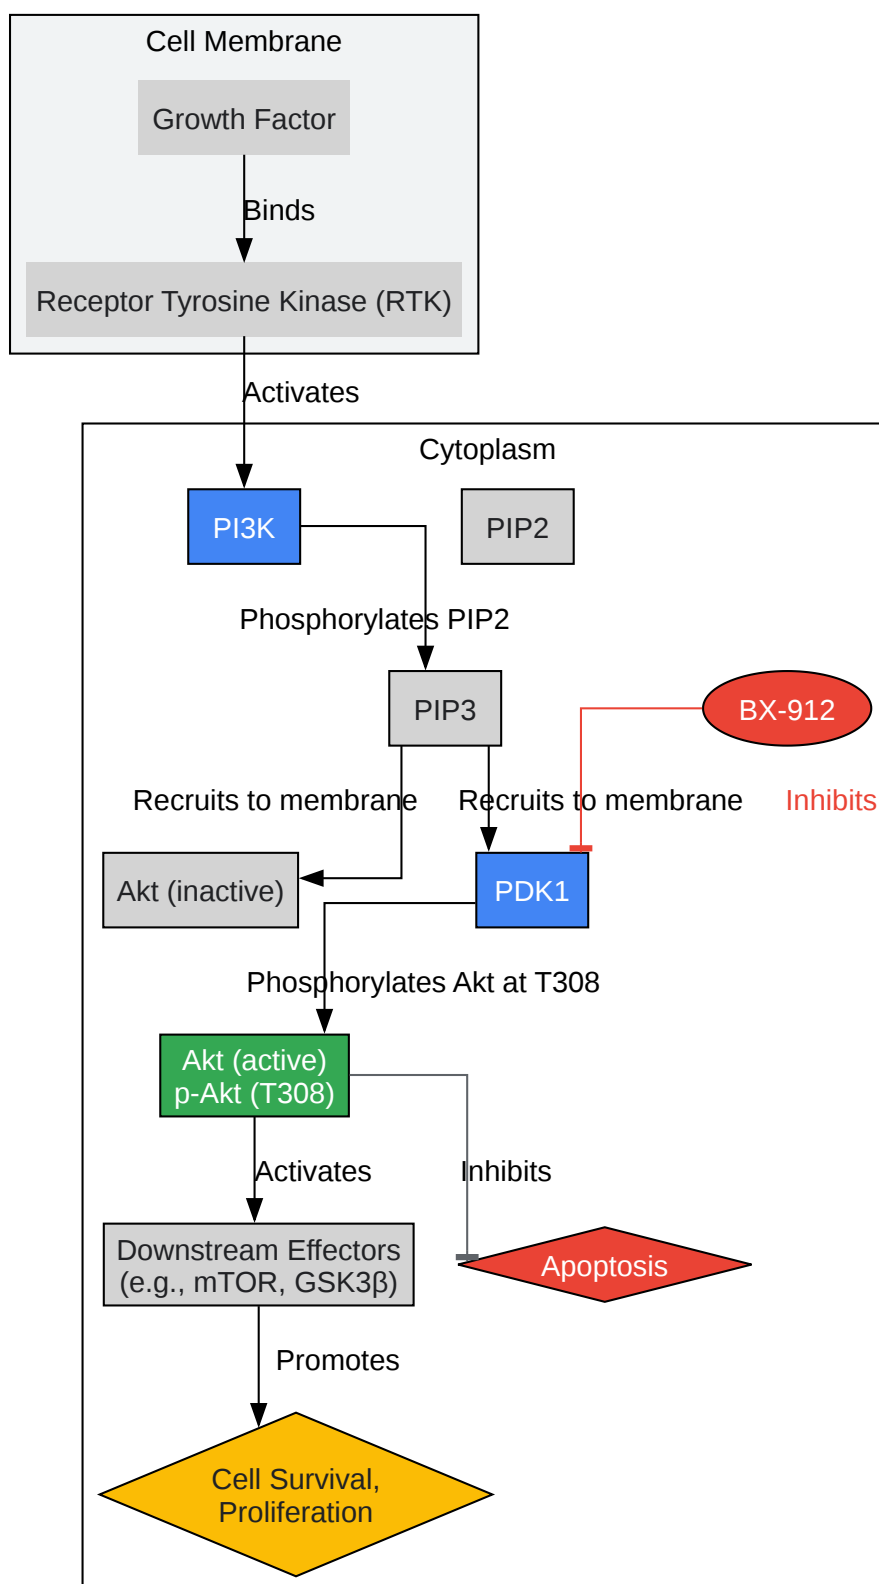 Cell Membrane
Growth Factor
Binds
Receptor Tyrosine Kinase (RTK)
Activates
Cytoplasm
PI3K
PIP2
Phosphorylates PIP2
PIP3
BX-912
Recruits to membrane
Recruits to membrane
Inhibits
Akt (inactive)
PDK1
Phosphorylates Akt at T308
Akt (active)
p-Akt (T308)
Activates
Inhibits
Downstream Effectors
(e.g., mTOR, GSK3β)
Apoptosis
Promotes
Cell Survival,
Proliferation